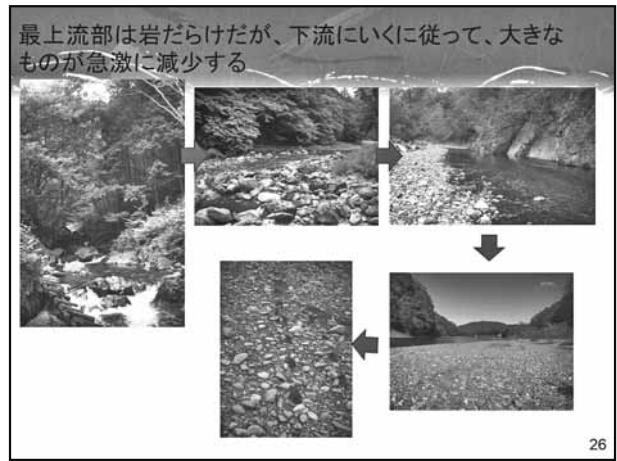 最上流部は岩だらけだが、下流にいくに従って、大きな
ものが急激に減少する
26